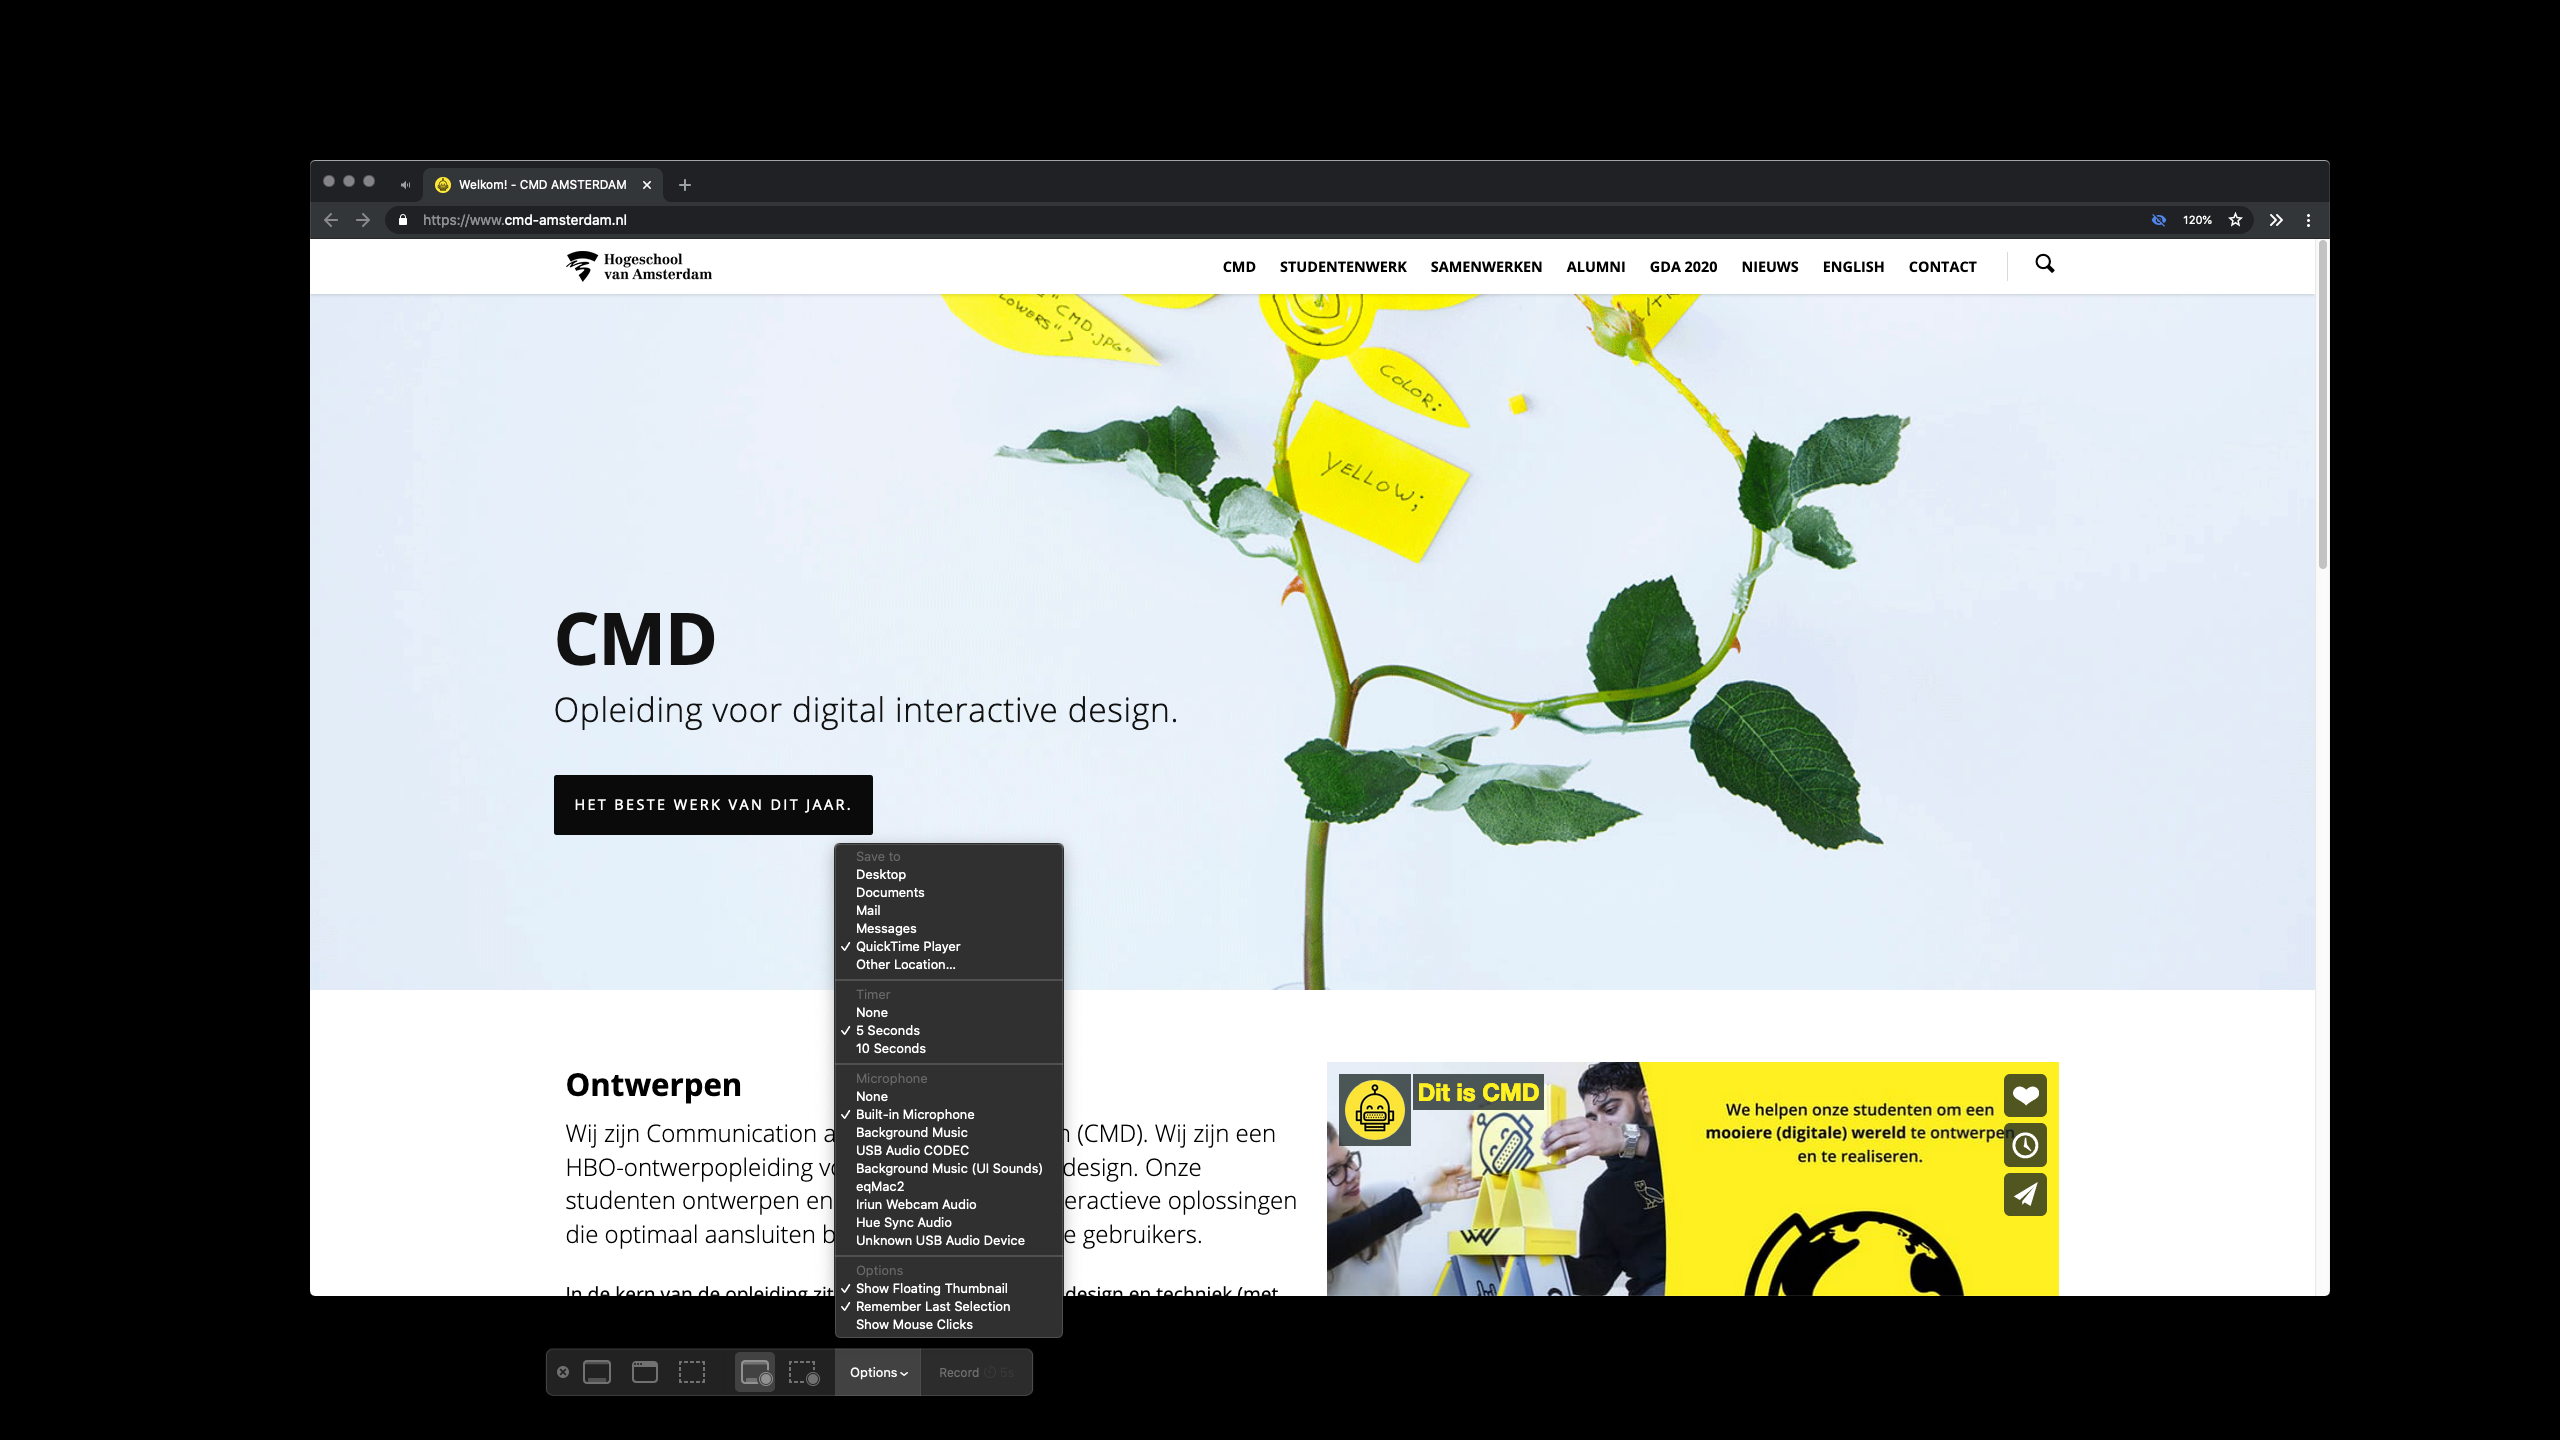 Welkom! - CMD AMSTERDAM
https://www.cmd-amsterdam.nl
120%
Hogeschool
van Amsterdam
CMD STUDENTENWERK SAMENWERKEN ALUMNI GDA 2020 NIEUWS ENGLISH CONTACT
"CMD.JPG"
LOWERS">
COLOR:
YELLOW;
CMD
Opleiding voor digital interactive design.
HET BESTE WERK VAN DIT JAAR.
Save to
Desktop
Documents
Mail
Messages
✓ QuickTime Player
Other Location...
Timer
None
✓ 5 Seconds
10 Seconds
Microphone
None
✓ Built-in Microphone
Background Music
USB Audio CODEC
Background Music (UI Sounds)
eqMac2
Iriun Webcam Audio
Hue Sync Audio
Unknown USB Audio Device
Options
✓ Show Floating Thumbnail
✓ Remember Last Selection
Show Mouse Clicks
Ontwerpen
Wij zijn Communication a n (CMD). Wij zijn een
HBO-ontwerpopleiding vo design. Onze
studenten ontwerpen en eractieve oplossingen
die optimaal aansluiten b e gebruikers.
In de kern van de opleiding zit design en techniek (met
Dit is CMD
We helpen onze studenten om een
mooiere (digitale) wereld te ontwerpen
en te realiseren.
Options
Record 5s